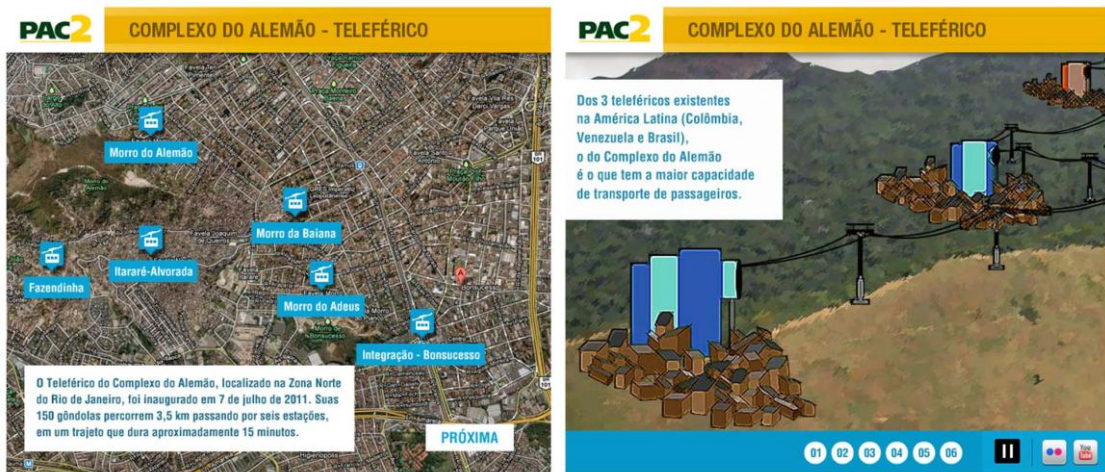 PAC2
COMPLEXO DO ALEMÃO - TELEFÉRICO
Morro do Alemão
Morro da Baiana
Itararé-Alvorada
Fazendinha
Morro do Adeus
Integração - Bonsucesso
Bonsucesso
O Teleférico do Complexo do Alemão, localizado na Zona Norte
do Rio de Janeiro, foi inaugurado em 7 de julho de 2011. Suas
150 gôndolas percorrem 3,5 km passando por seis estações,
em um trajeto que dura aproximadamente 15 minutos.
PRÓXIMA
Higienópolis
PAC2
COMPLEXO DO ALEMÃO - TELEFÉRICO
Dos 3 teleféricos existentes
na América Latina (Colômbia,
Venezuela e Brasil),
o do Complexo do Alemão
é o que tem a maior capacidade
de transporte de passageiros.
01 02 03 04 05 06
You
Tube